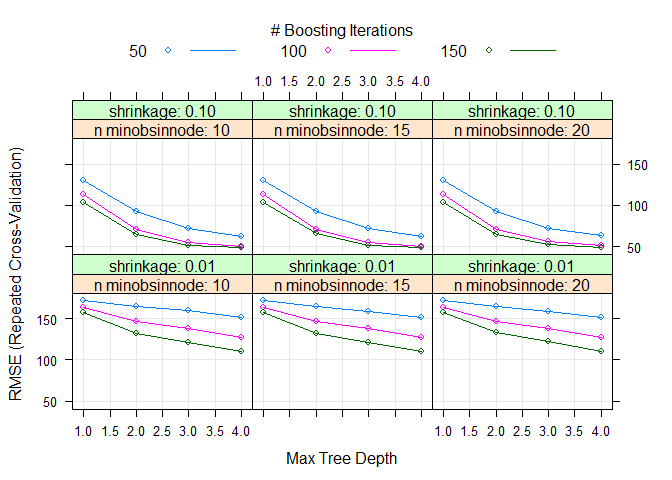 # Boosting Iterations
50 100 150
1.0 1.5 2.0 2.5 3.0 3.5 4.0
shrinkage: 0.10 shrinkage: 0.10 shrinkage: 0.10
n minobsinnode: 10 n minobsinnode: 15 n minobsinnode: 20
150
100
50
shrinkage: 0.01 shrinkage: 0.01 shrinkage: 0.01
n minobsinnode: 10 n minobsinnode: 15 n minobsinnode: 20
150
100
50
1.0 1.5 2.0 2.5 3.0 3.5 4.0 1.0 1.5 2.0 2.5 3.0 3.5 4.0
Max Tree Depth
RMSE (Repeated Cross-Validation)